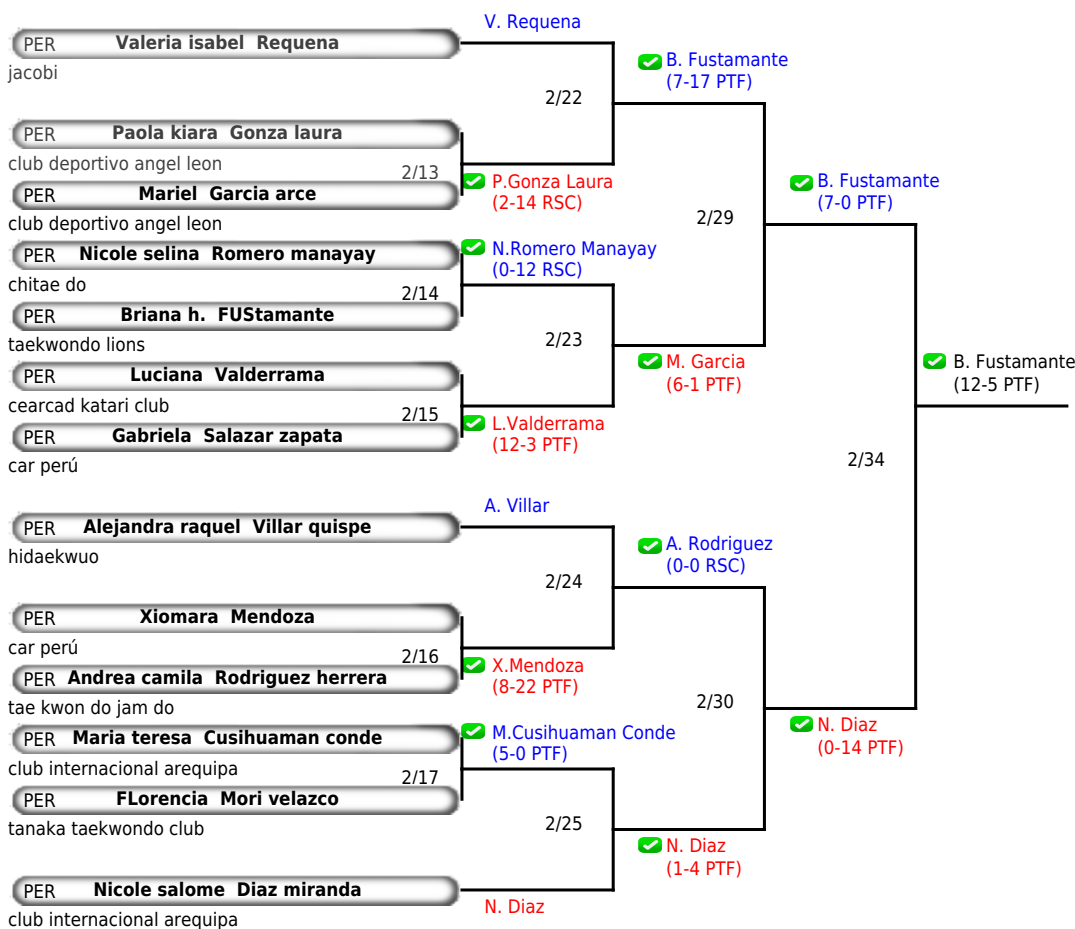 V. Requena
PER Valeria isabel Requena
jacobi
B. Fustamante
(7-17 PTF)
2/22
PER Paola kiara Gonza laura
club deportivo angel leon
2/13
P.Gonza Laura
(2-14 RSC)
PER Mariel Garcia arce
club deportivo angel leon
B. Fustamante
(7-0 PTF)
2/29
PER Nicole selina Romero manayay
chitae do
N.Romero Manayay
(0-12 RSC)
2/14
PER Briana h. FUStamante
taekwondo lions
2/23
M. Garcia
(6-1 PTF)
B. Fustamante
(12-5 PTF)
PER Luciana Valderrama
cearcad katari club
2/15
L.Valderrama
(12-3 PTF)
PER Gabriela Salazar zapata
car perú
2/34
A. Villar
PER Alejandra raquel Villar quispe
hidaekwuo
A. Rodriguez
(0-0 RSC)
2/24
PER Xiomara Mendoza
car perú
2/16
X.Mendoza
(8-22 PTF)
PER Andrea camila Rodriguez herrera
tae kwon do jam do
2/30
N. Diaz
(0-14 PTF)
PER Maria teresa Cusihuaman conde
club internacional arequipa
M.Cusihuaman Conde
(5-0 PTF)
2/17
PER FLorencia Mori velazco
tanaka taekwondo club
2/25
N. Diaz
(1-4 PTF)
PER Nicole salome Diaz miranda
club internacional arequipa
N. Diaz